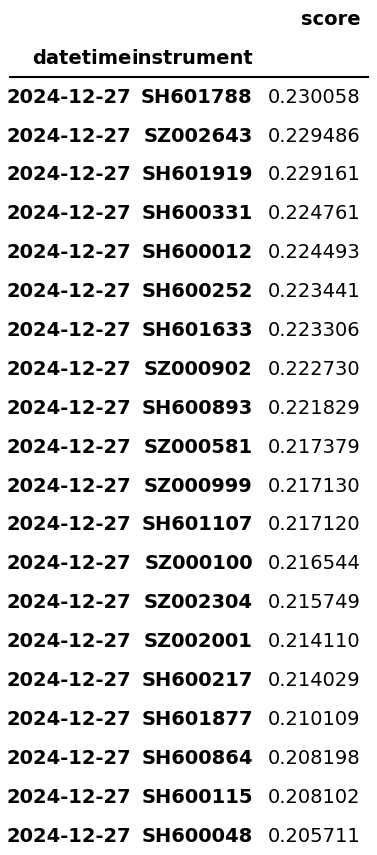 score
datetime instrument
2024-12-27 SH601788 0.230058
2024-12-27 SZ002643 0.229486
2024-12-27 SH601919 0.229161
2024-12-27 SH600331 0.224761
2024-12-27 SH600012 0.224493
2024-12-27 SH600252 0.223441
2024-12-27 SH601633 0.223306
2024-12-27 SZ000902 0.222730
2024-12-27 SH600893 0.221829
2024-12-27 SZ000581 0.217379
2024-12-27 SZ000999 0.217130
2024-12-27 SH601107 0.217120
2024-12-27 SZ000100 0.216544
2024-12-27 SZ002304 0.215749
2024-12-27 SZ002001 0.214110
2024-12-27 SH600217 0.214029
2024-12-27 SH601877 0.210109
2024-12-27 SH600864 0.208198
2024-12-27 SH600115 0.208102
2024-12-27 SH600048 0.205711